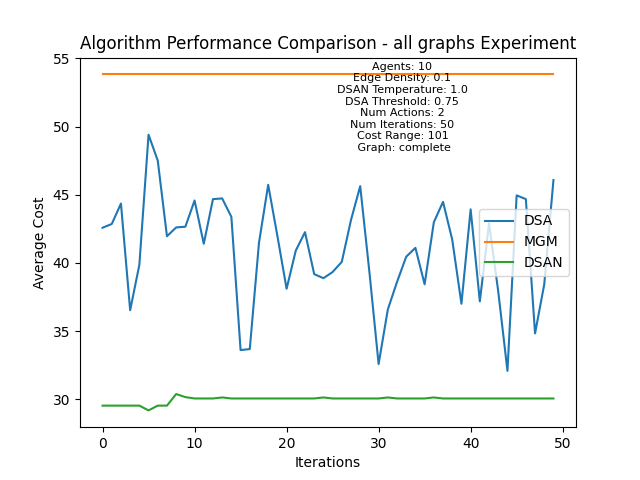 Algorithm Performance Comparison - all graphs Experiment
55
50
45
40
35
30
Average Cost
Agents: 10
Edge Density: 0.1
DSAN Temperature: 1.0
DSA Threshold: 0.75
Num Actions: 2
Num Iterations: 50
Cost Range: 101
Graph: complete
DSA
MGM
DSAN
0 10 20 30 40 50
Iterations